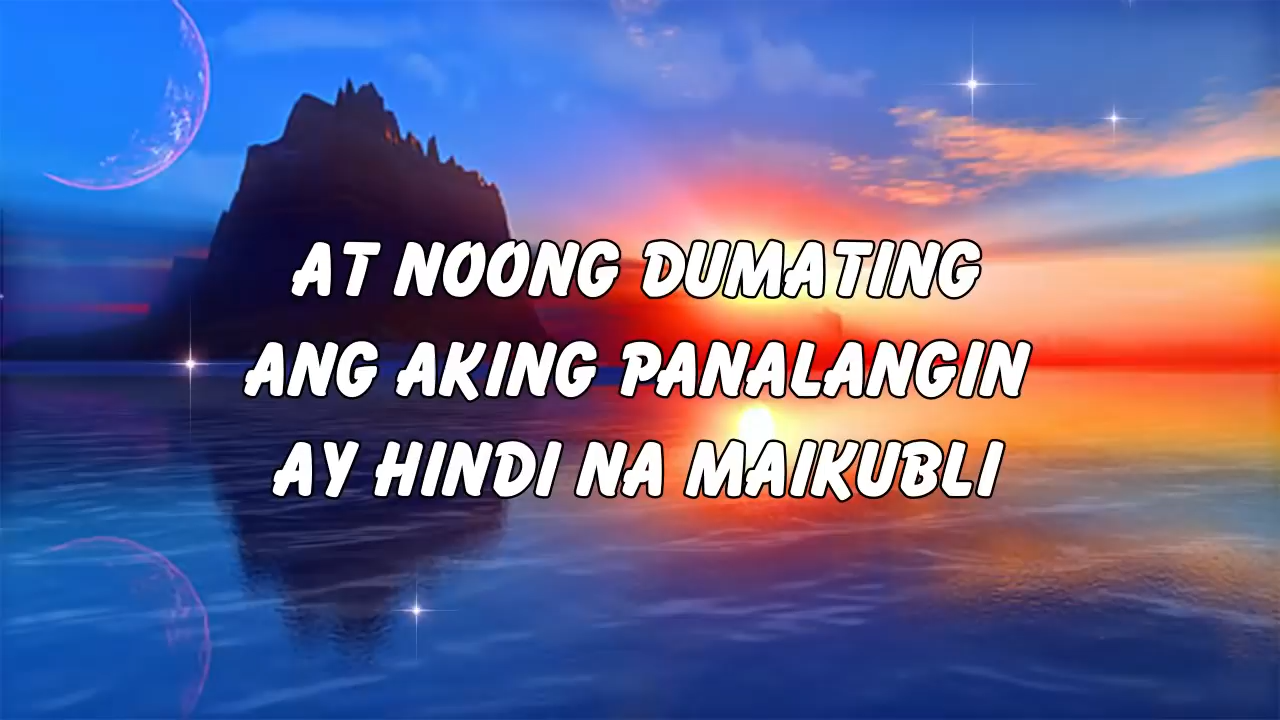 AT NOONG DUMATING
ANG AKING PANALANGIN
AY HINDI NA MAIKUBLI